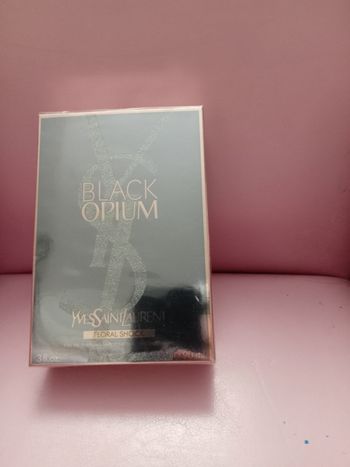 BLACK
OPIUM
YVESSAINTLAURENT
FLORAL SHOCK